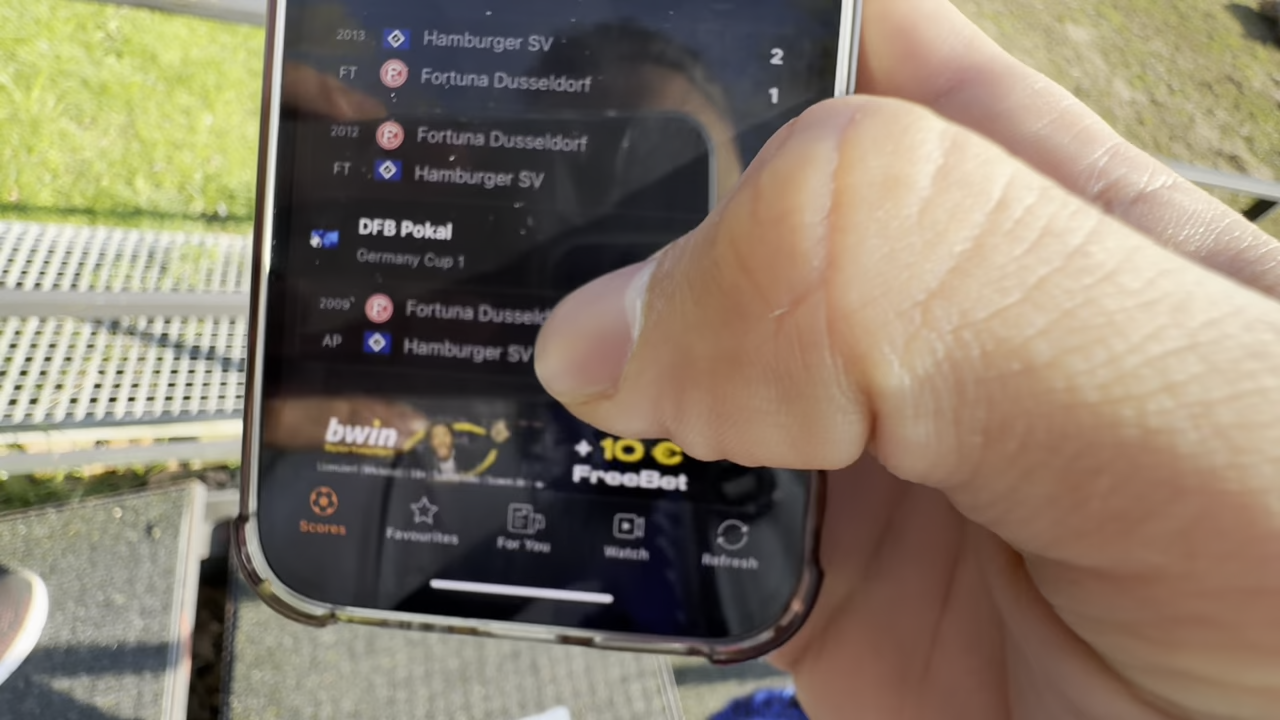 2013 Hamburger SV 2
FT Fortuna Dusseldorf 1
2012 Fortuna Dusseldorf
FT Hamburger SV
DFB Pokal
Germany Cup 1
2009 Fortuna Dusseld
AP Hamburger SV
bwin + 10 €
FreeBet
Scores Favourites For You Watch Refresh